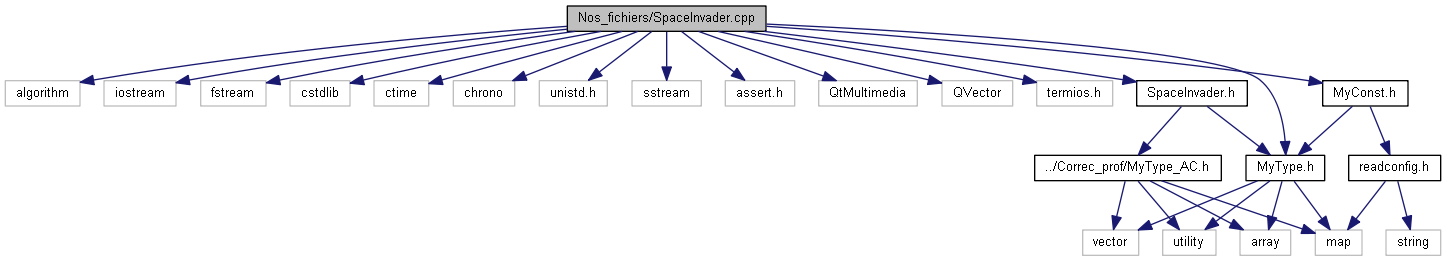 Nos_fichiers/SpaceInvader.cpp
algorithm
iostream
fstream
cstdlib
ctime
chrono
unistd.h
sstream
assert.h
QtMultimedia
QVector
termios.h
SpaceInvader.h
MyConst.h
../Correc_prof/MyType_AC.h
MyType.h
readconfig.h
vector
utility
array
map
string